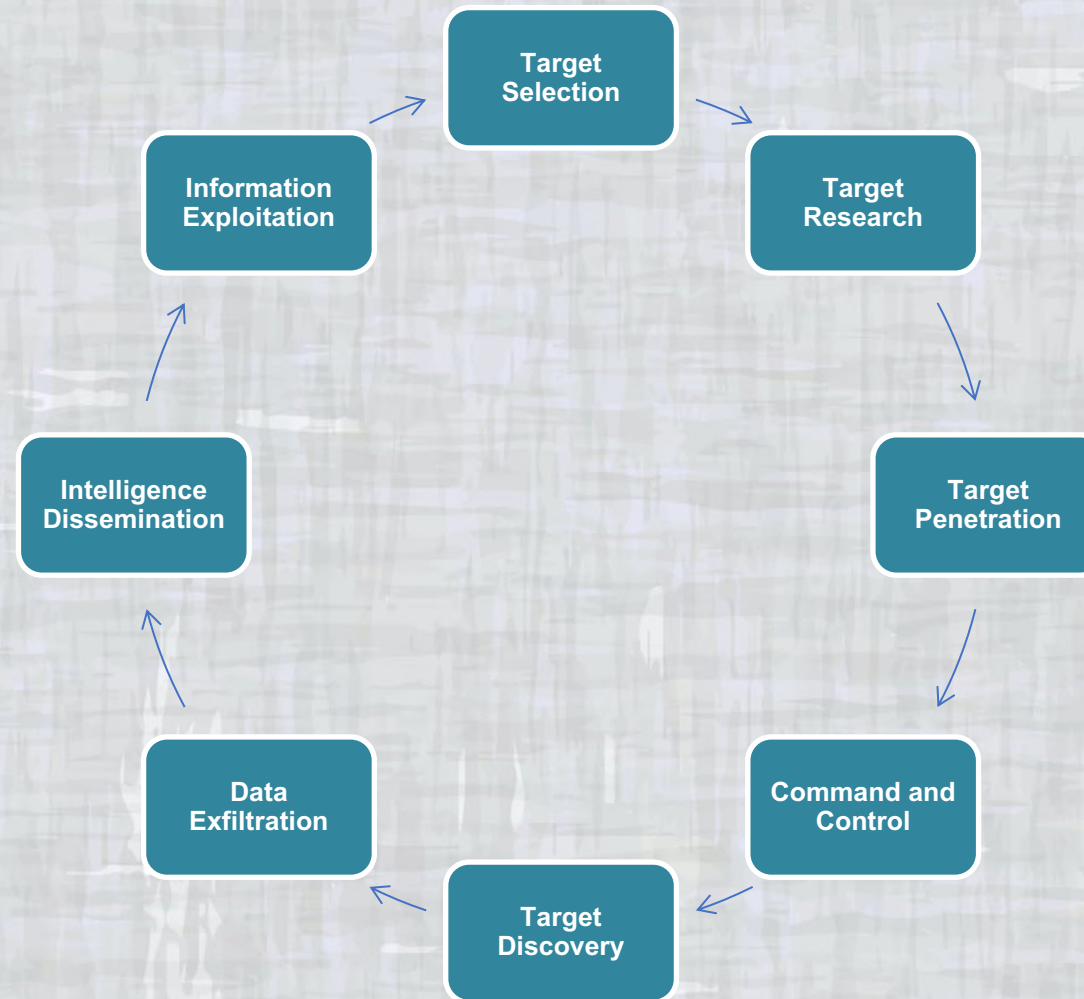 Target
Selection
Target
Research
Target
Penetration
Command and
Control
Target
Discovery
Data
Exfiltration
Intelligence
Dissemination
Information
Exploitation